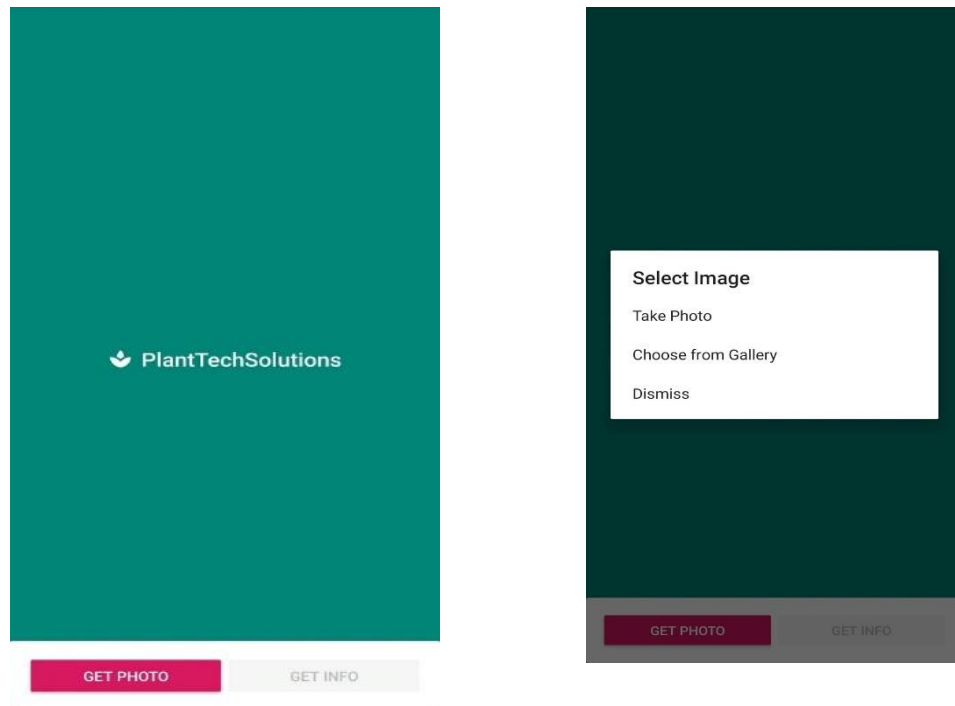 PlantTechSolutions
GET PHOTO GET INFO
Select Image
Take Photo
Choose from Gallery
Dismiss
GET PHOTO GET INFO